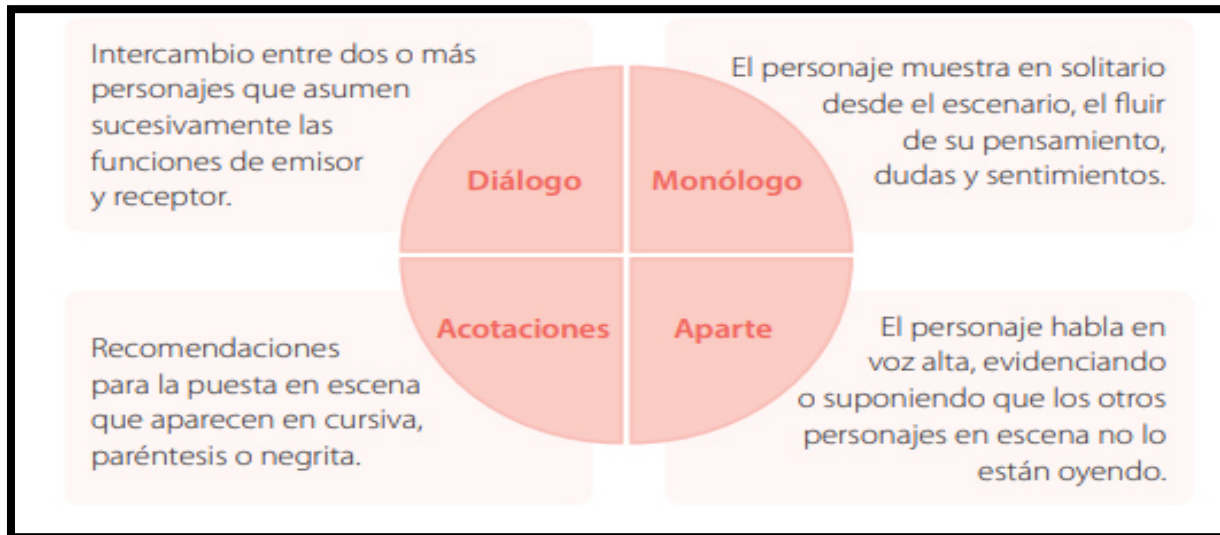 Intercambio entre dos o más
personajes que asumen
sucesivamente las
funciones de emisor
y receptor.
Diálogo
Monólogo
El personaje muestra en solitario
desde el escenario, el fluir
de su pensamiento,
dudas y sentimientos.
Recomendaciones
para la puesta en escena
que aparecen en cursiva,
paréntesis o negrita.
Acotaciones
Aparte
El personaje habla en
voz alta, evidenciando
o suponiendo que los otros
personajes en escena no lo
están oyendo.